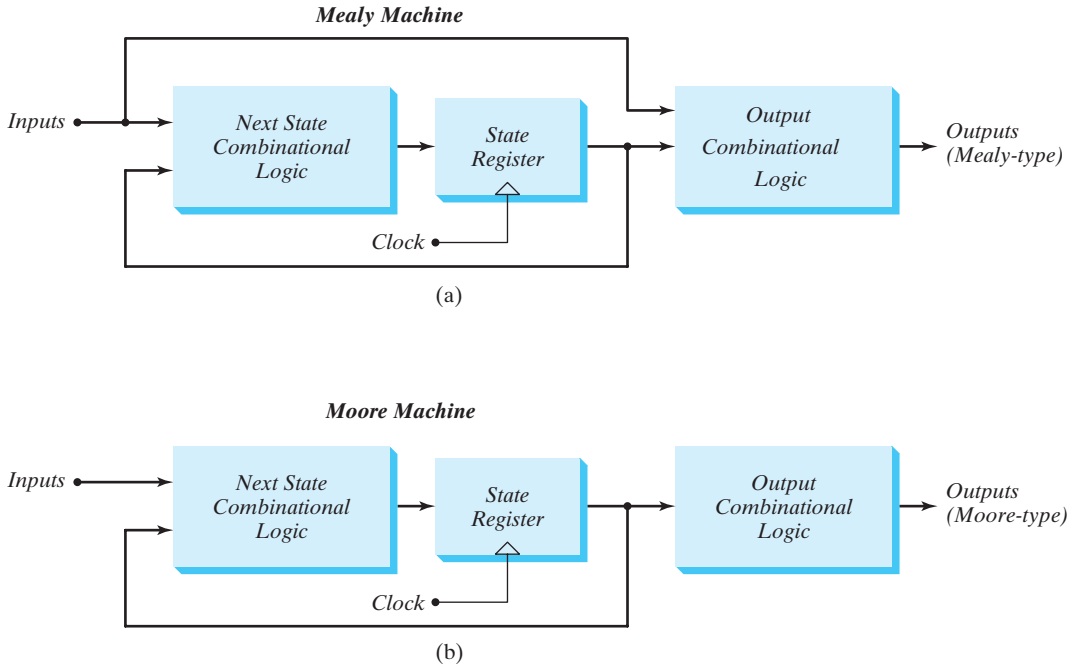 Mealy Machine
Inputs
Next State
Combinational
Logic
State
Register
Output
Combinational
Logic
Outputs
(Mealy-type)
Clock
(a)
Moore Machine
Inputs
Next State
Combinational
Logic
State
Register
Output
Combinational
Logic
Outputs
(Moore-type)
Clock
(b)